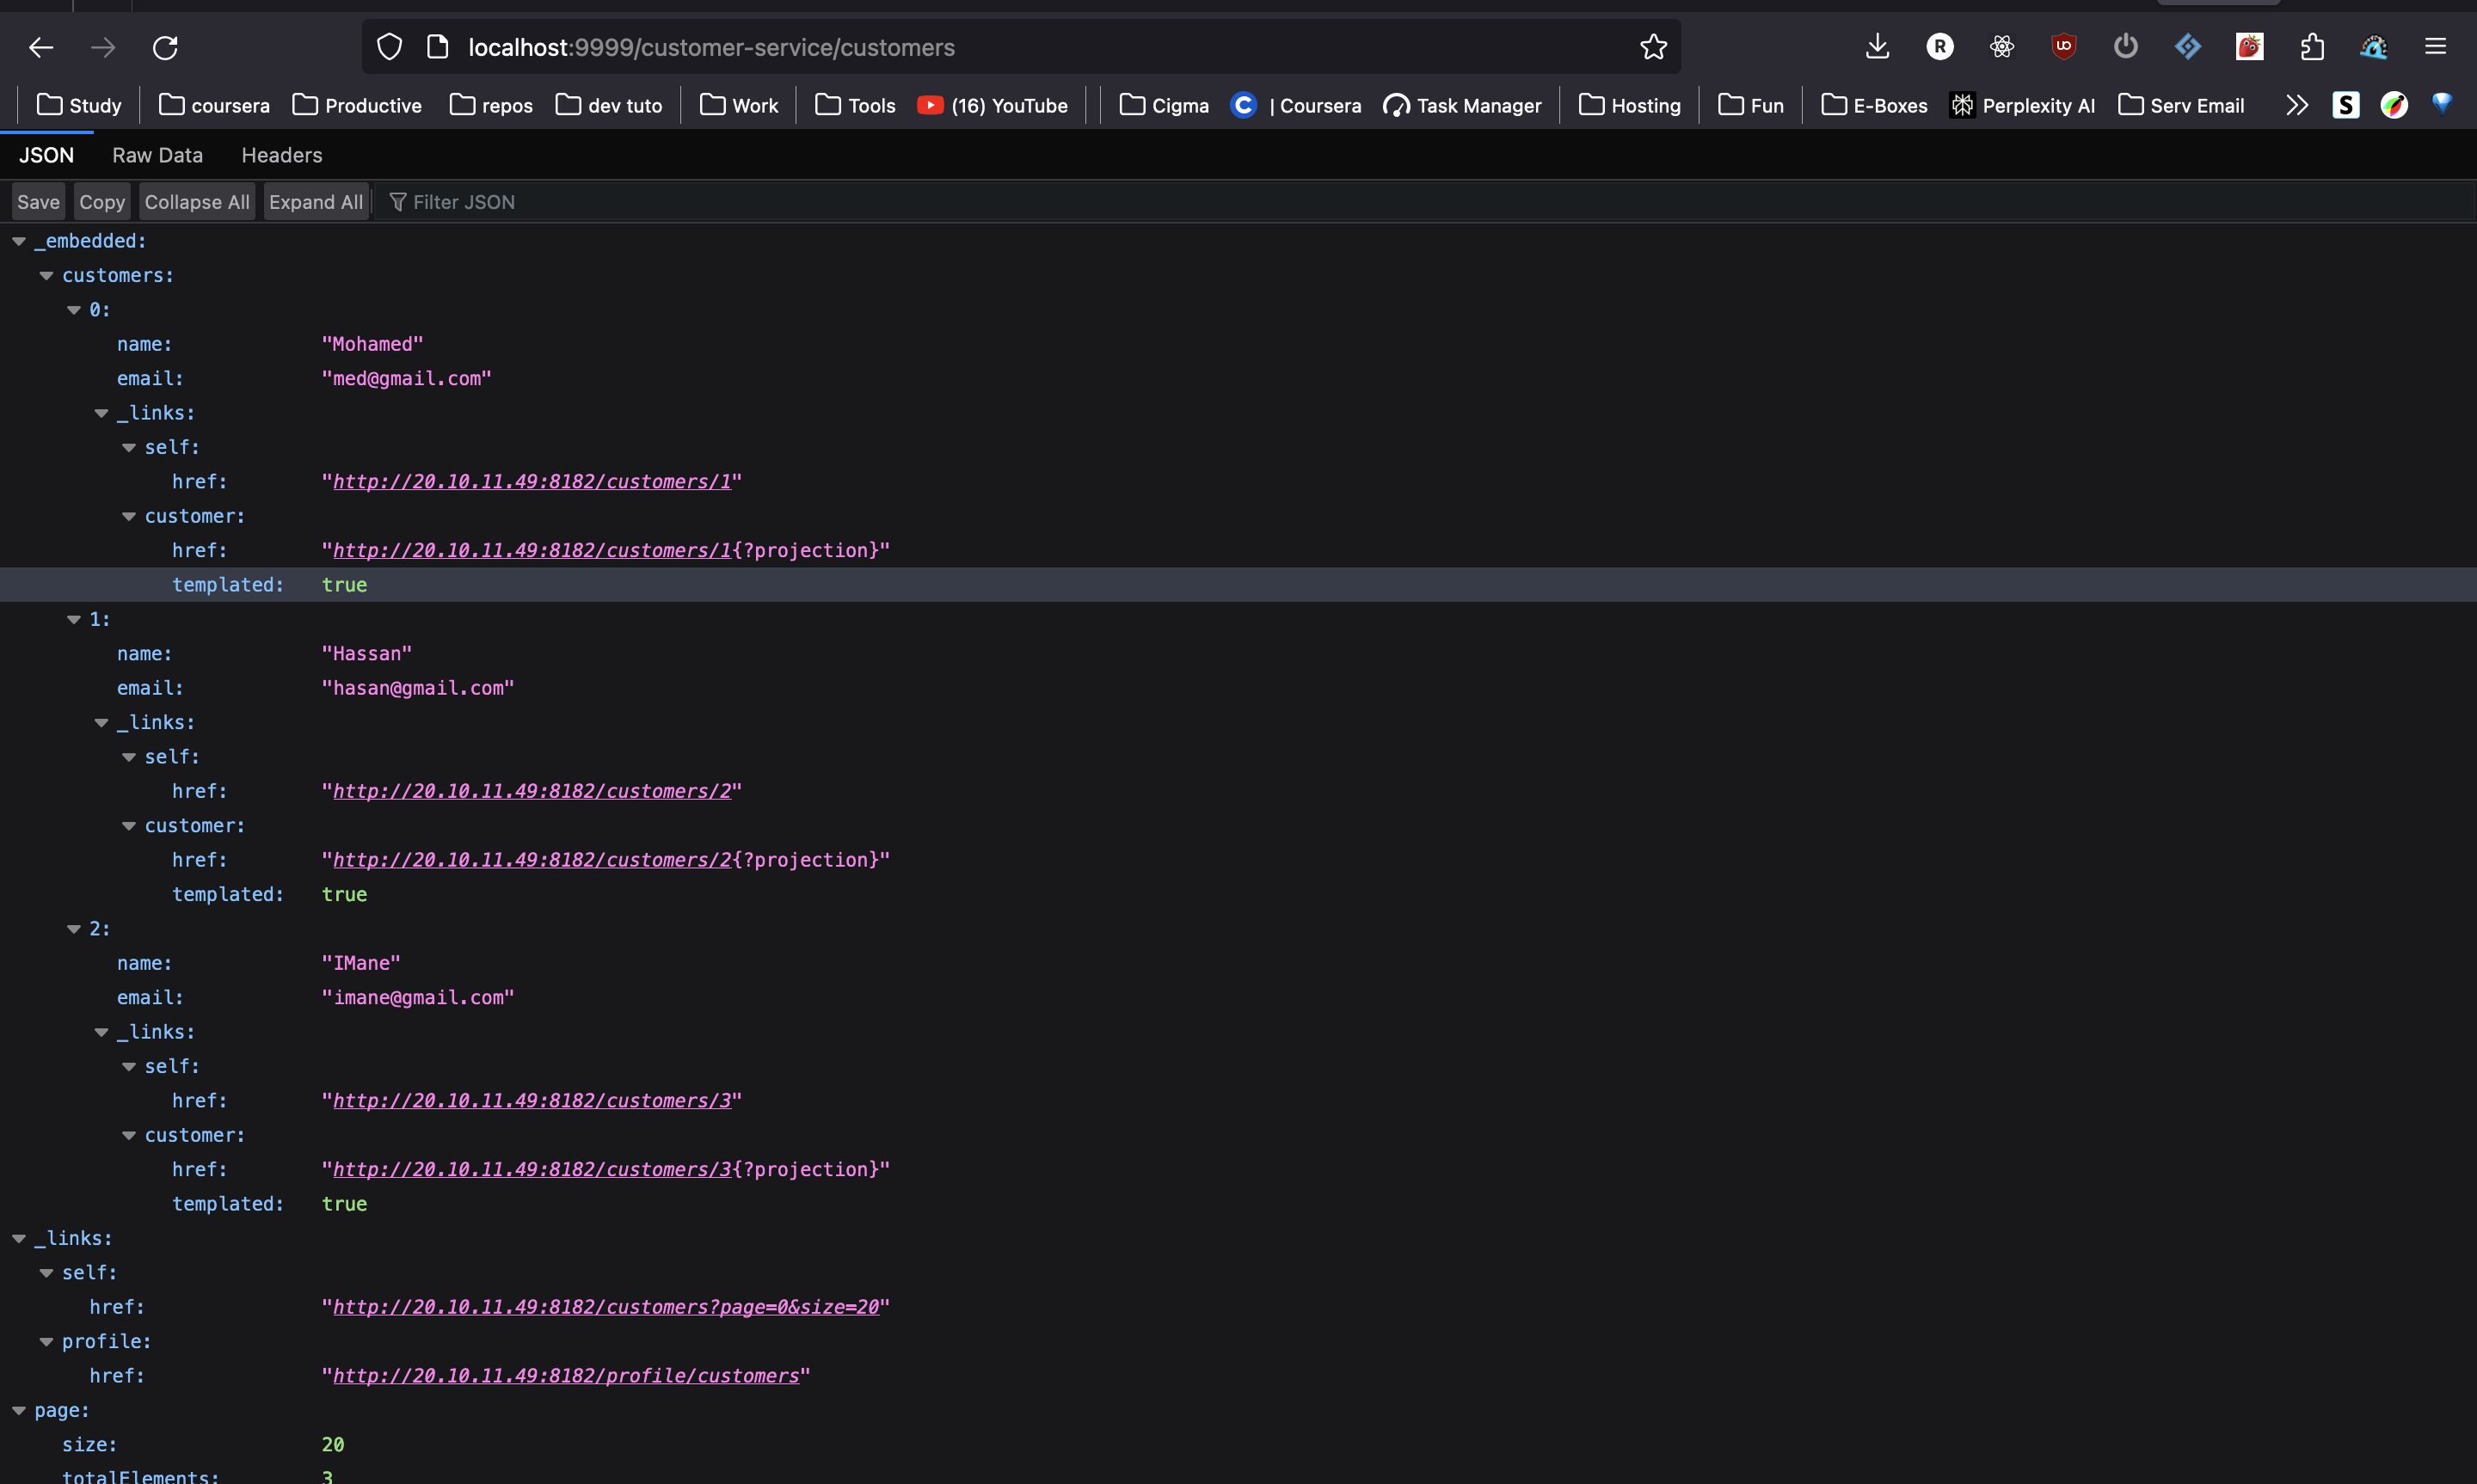 localhost:9999/customer-service/customers
R
UO
Study coursera Productive repos dev tuto Work Tools (16) YouTube Cigma C | Coursera Task Manager Hosting Fun E-Boxes Perplexity AI Serv Email S
JSON Raw Data Headers
Save Copy Collapse All Expand All Filter JSON
_embedded:
customers:
0:
name: "Mohamed"
email: "med@gmail.com"
_links:
self:
href: "http://20.10.11.49:8182/customers/1"
customer:
href: "http://20.10.11.49:8182/customers/1{?projection}"
templated: true
1:
name: "Hassan"
email: "hasan@gmail.com"
_links:
self:
href: "http://20.10.11.49:8182/customers/2"
customer:
href: "http://20.10.11.49:8182/customers/2{?projection}"
templated: true
2:
name: "IMane"
email: "imane@gmail.com"
_links:
self:
href: "http://20.10.11.49:8182/customers/3"
customer:
href: "http://20.10.11.49:8182/customers/3{?projection}"
templated: true
_links:
self:
href: "http://20.10.11.49:8182/customers?page=0&size=20"
profile:
href: "http://20.10.11.49:8182/profile/customers"
page:
size: 20
totalElements: 3